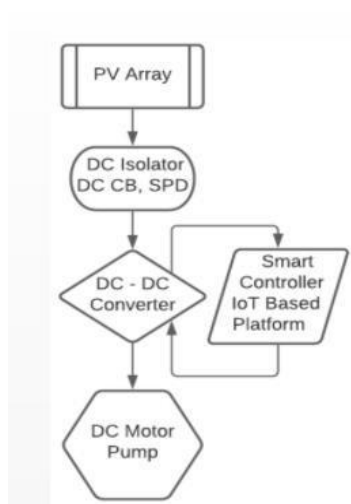 PV Array
DC Isolator
DC CB, SPD
DC - DC
Converter
Smart
Controller
IoT Based
Platform
DC Motor
Pump